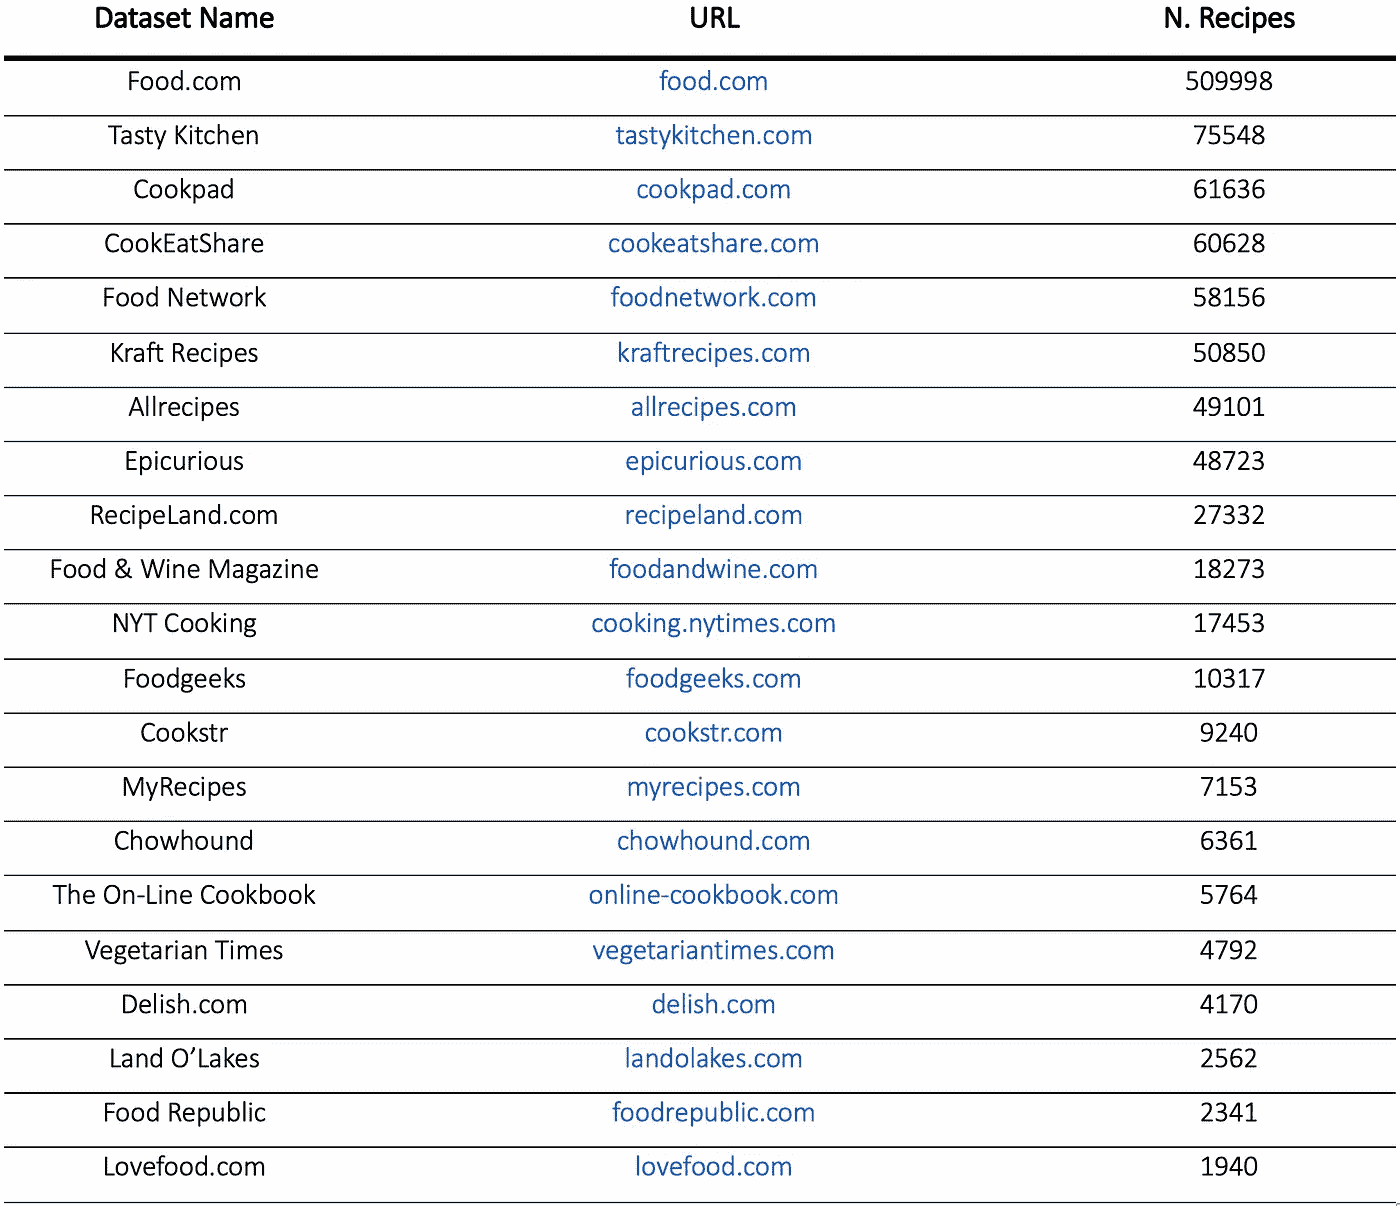 Dataset Name URL N. Recipes
Food.com food.com 509998
Tasty Kitchen tastykitchen.com 75548
Cookpad cookpad.com 61636
CookEatShare cookeatshare.com 60628
Food Network foodnetwork.com 58156
Kraft Recipes kraftrecipes.com 50850
Allrecipes allrecipes.com 49101
Epicurious epicurious.com 48723
RecipeLand.com recipeland.com 27332
Food & Wine Magazine foodandwine.com 18273
NYT Cooking cooking.nytimes.com 17453
Foodgeeks foodgeeks.com 10317
Cookstr cookstr.com 9240
MyRecipes myrecipes.com 7153
Chowhound chowhound.com 6361
The On-Line Cookbook online-cookbook.com 5764
Vegetarian Times vegetariantimes.com 4792
Delish.com delish.com 4170
Land O’Lakes landolakes.com 2562
Food Republic foodrepublic.com 2341
Lovefood.com lovefood.com 1940